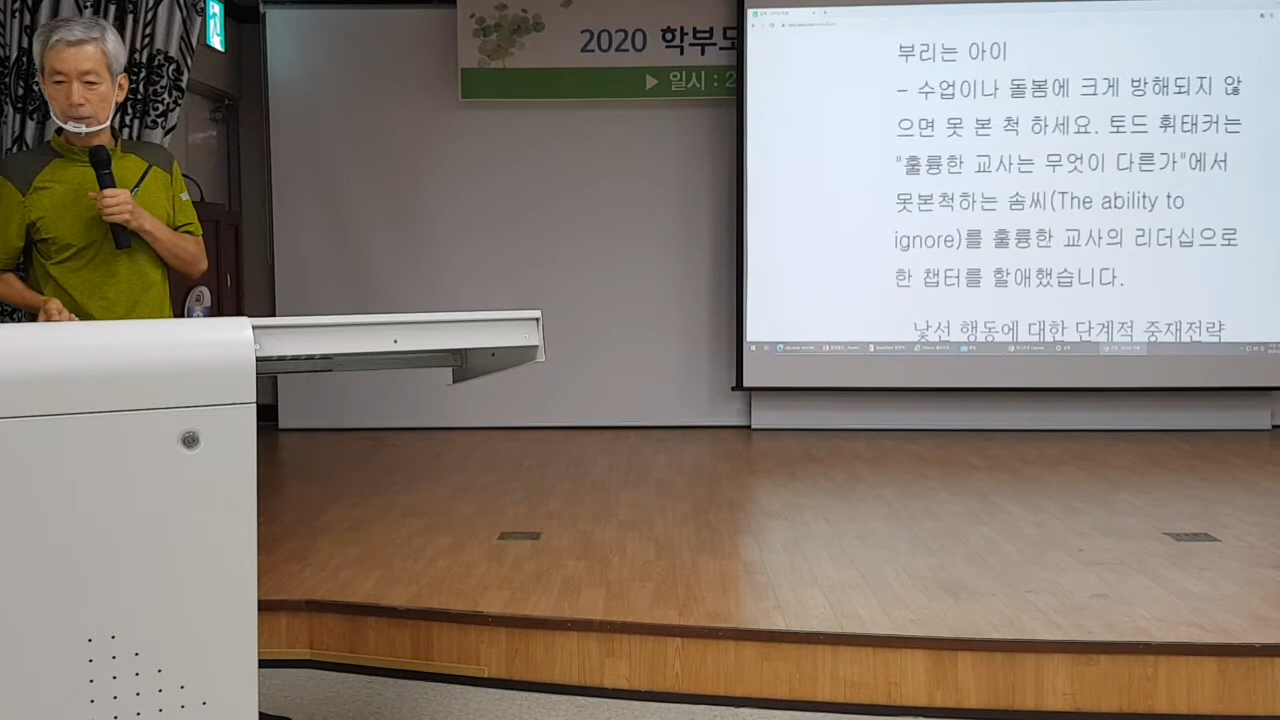 2020 학부모
▶ 일시 : 2
부리는 아이
- 수업이나 돌봄에 크게 방해되지 않
으면 못 본 척 하세요. 토드 휘태커는
"훌륭한 교사는 무엇이 다른가"에서
못본척하는 솜씨(The ability to
ignore)를 훌륭한 교사의 리더십으로
한 챕터를 할애했습니다.
낯선 행동에 대한 단계적 중재전략